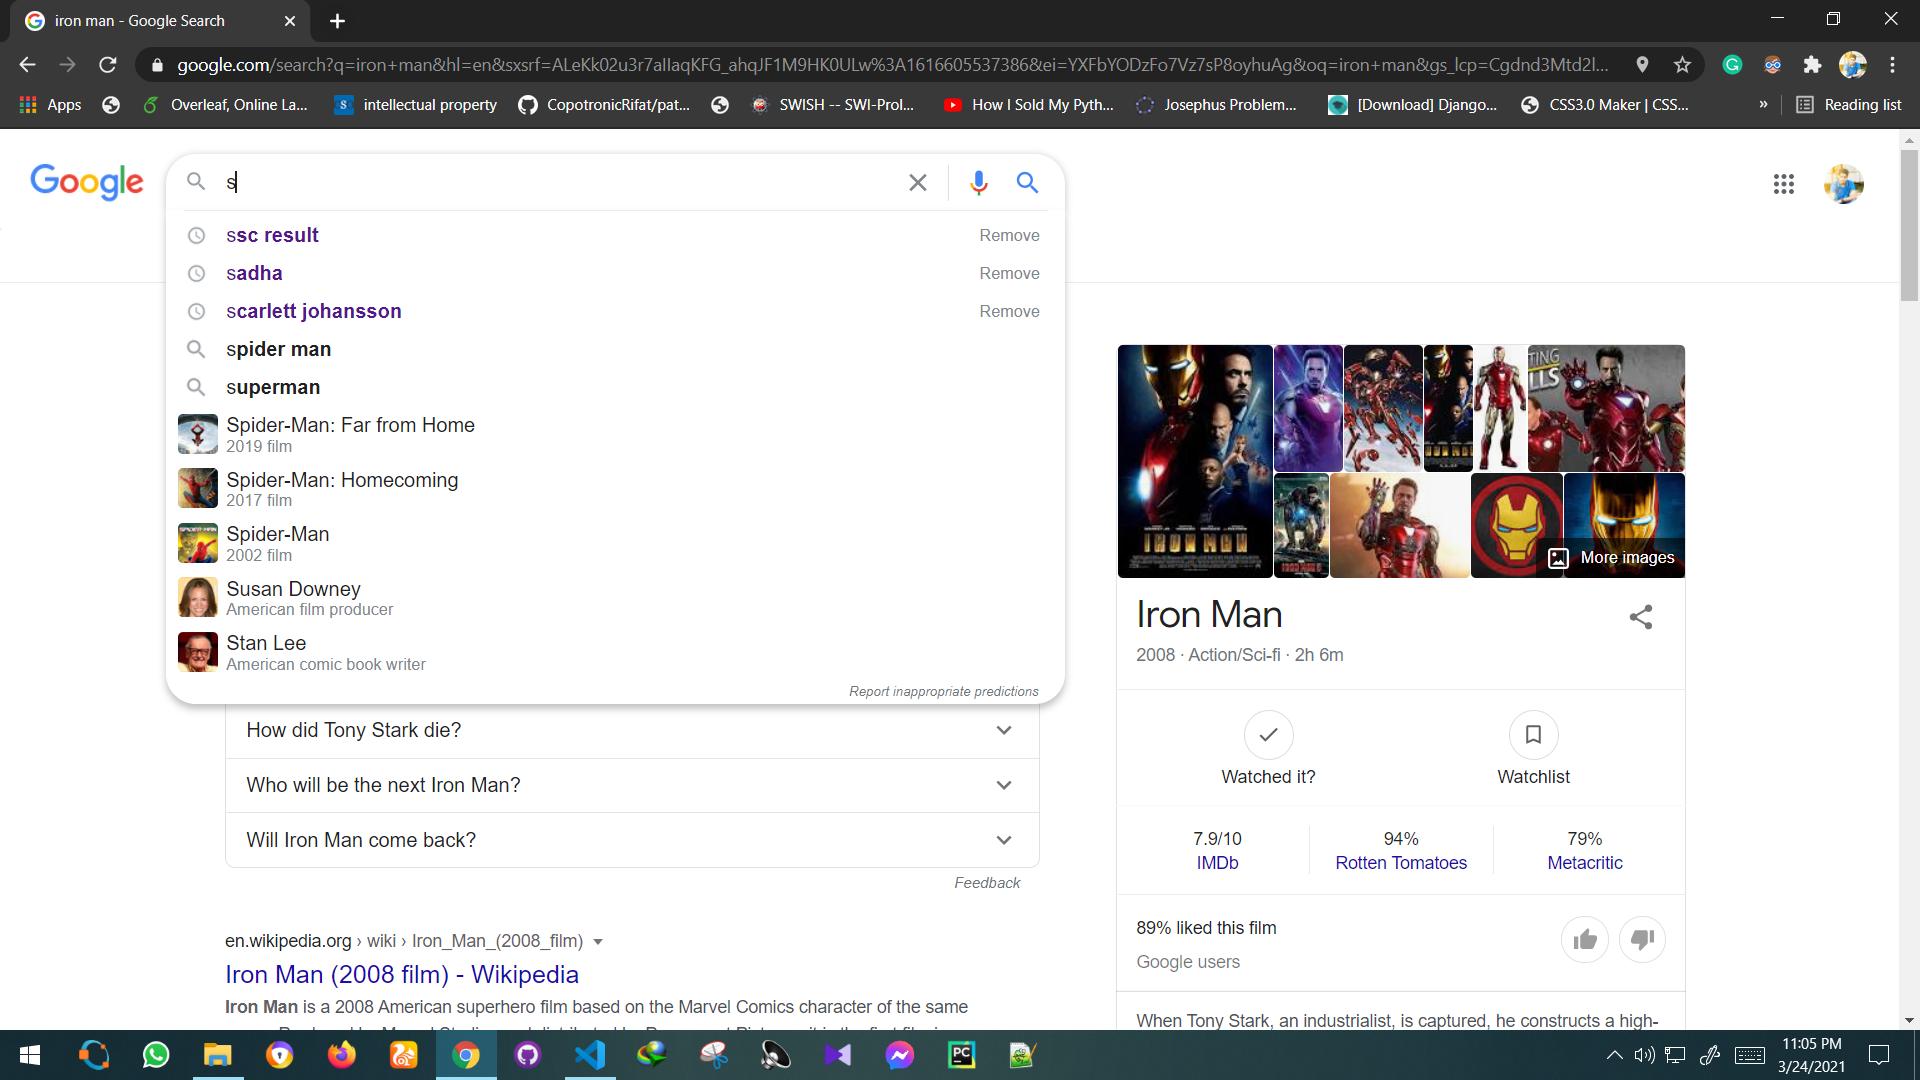 iron man - Google Search
google.com/search?q=iron+man&hl=en&sxsrf=ALeKk02u3r7aIIaqKFG_ahqJF1M9HK0ULw%3A1616605537386&ei=YXFbYODzFo7Vz7sP8oyhuAg&oq=iron+man&gs_lcp=Cgdnd3Mtd2l...
Apps
Overleaf, Online La...
intellectual property
CopotronicRifat/pat...
SWISH -- SWI-Prol...
How I Sold My Pyth...
Josephus Problem...
[Download] Django...
CSS3.0 Maker | CSS...
»
Reading list
Google
s
ssc result Remove
sadha Remove
scarlett johansson Remove
spider man
superman
Spider-Man: Far from Home
2019 film
Spider-Man: Homecoming
2017 film
Spider-Man
2002 film
Susan Downey
American film producer
Stan Lee
American comic book writer
Report inappropriate predictions
How did Tony Stark die?
Who will be the next Iron Man?
Will Iron Man come back?
Feedback
en.wikipedia.org › wiki › Iron_Man_(2008_film)
Iron Man (2008 film) - Wikipedia
Iron Man is a 2008 American superhero film based on the Marvel Comics character of the same
IRON MAN
More images
Iron Man
2008 · Action/Sci-fi · 2h 6m
Watched it?
Watchlist
7.9/10
IMDb
94%
Rotten Tomatoes
79%
Metacritic
89% liked this film
Google users
When Tony Stark, an industrialist, is captured, he constructs a high-
PC
11:05 PM
3/24/2021